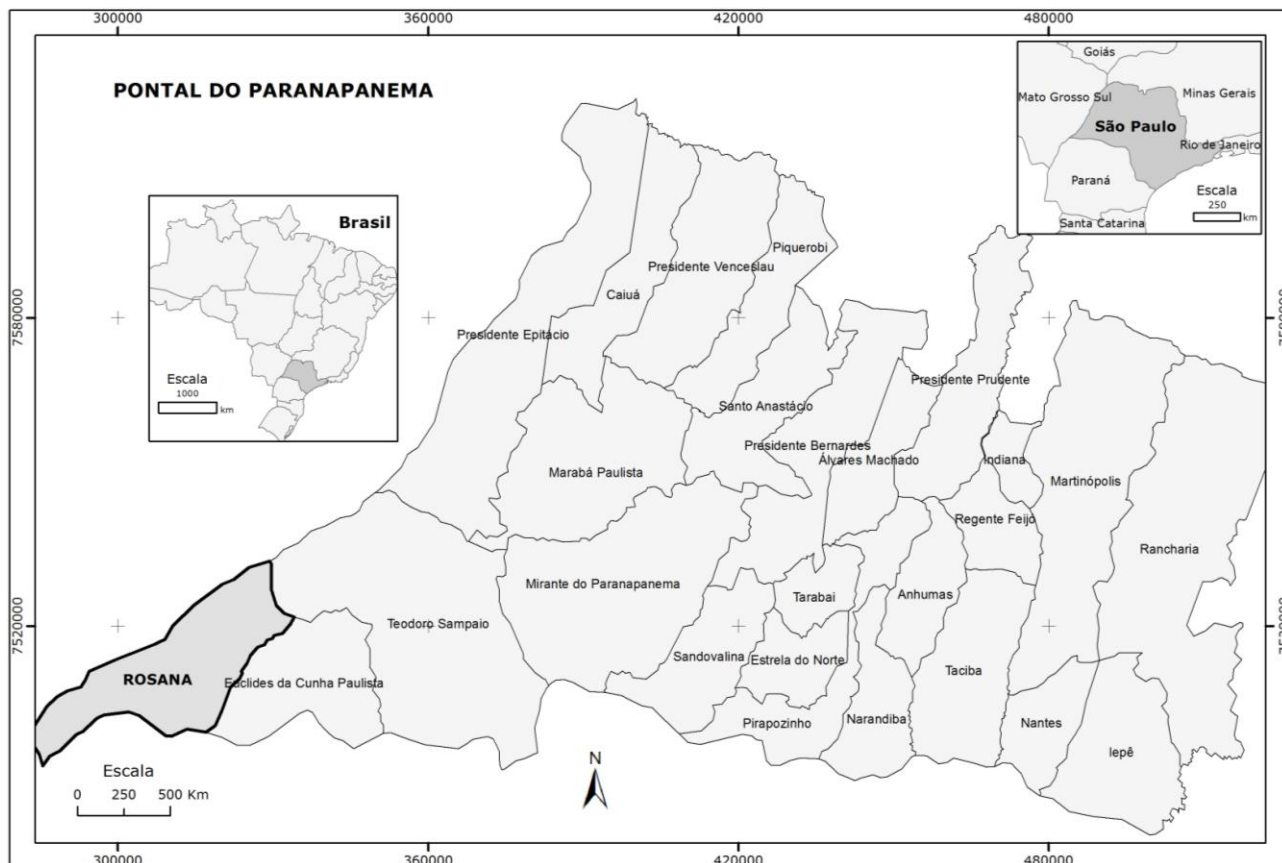 300000 360000 420000 480000
PONTAL DO PARANAPANEMA
Goiás
Mato Grosso Sul
Minas Gerais
São Paulo
Rio de Janeiro
Paraná
Escala
250
km
Santa Catarina
Brasil
Escala
1000
km
7580000
7580000
Piquerobi
Presidente Venceslau
Caiuá
Presidente Epitácio
Presidente Prudente
Santo Anastácio
Presidente Bernardes
Álvares Machado
Indiana
Marabá Paulista
Martinópolis
Regente Feijó
Rancharia
Mirante do Paranapanema
Tarabai
Anhumas
7520000
7520000
Teodoro Sampaio
Sandovalina
Estrela do Norte
Taciba
ROSANA
Euclides da Cunha Paulista
Pirapozinho
Narandiba
Nantes
Iepê
Escala
0 250 500 Km
N
300000 360000 420000 480000